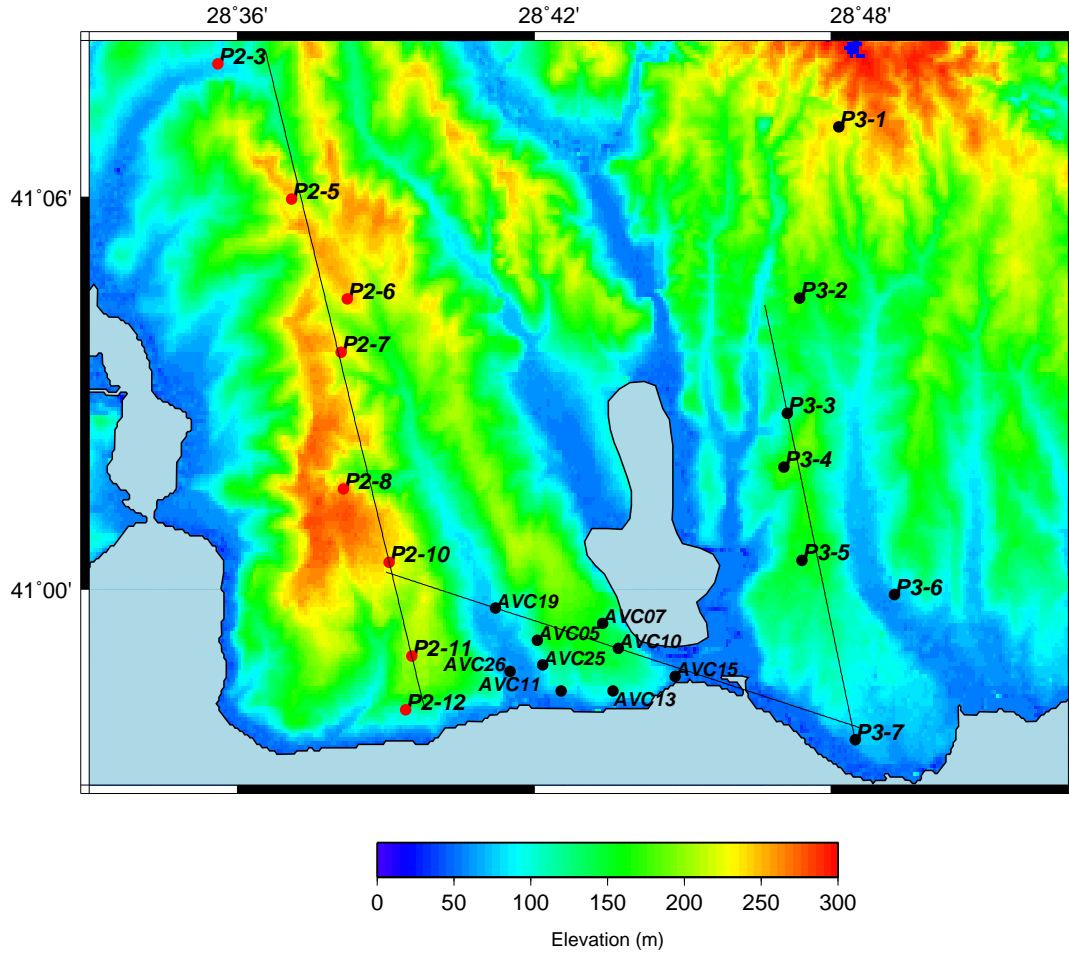 28˚36' 28˚42' 28˚48'
P2-3
P3-1
41˚06'
P2-5
P2-6
P3-2
P2-7
P3-3
P3-4
P2-8
P2-10
P3-5
41˚00'
P3-6
AVC19
AVC07
AVC05
AVC10
P2-11
AVC26
AVC25
AVC15
AVC11
P2-12
AVC13
P3-7
0 50 100 150 200 250 300
Elevation (m)